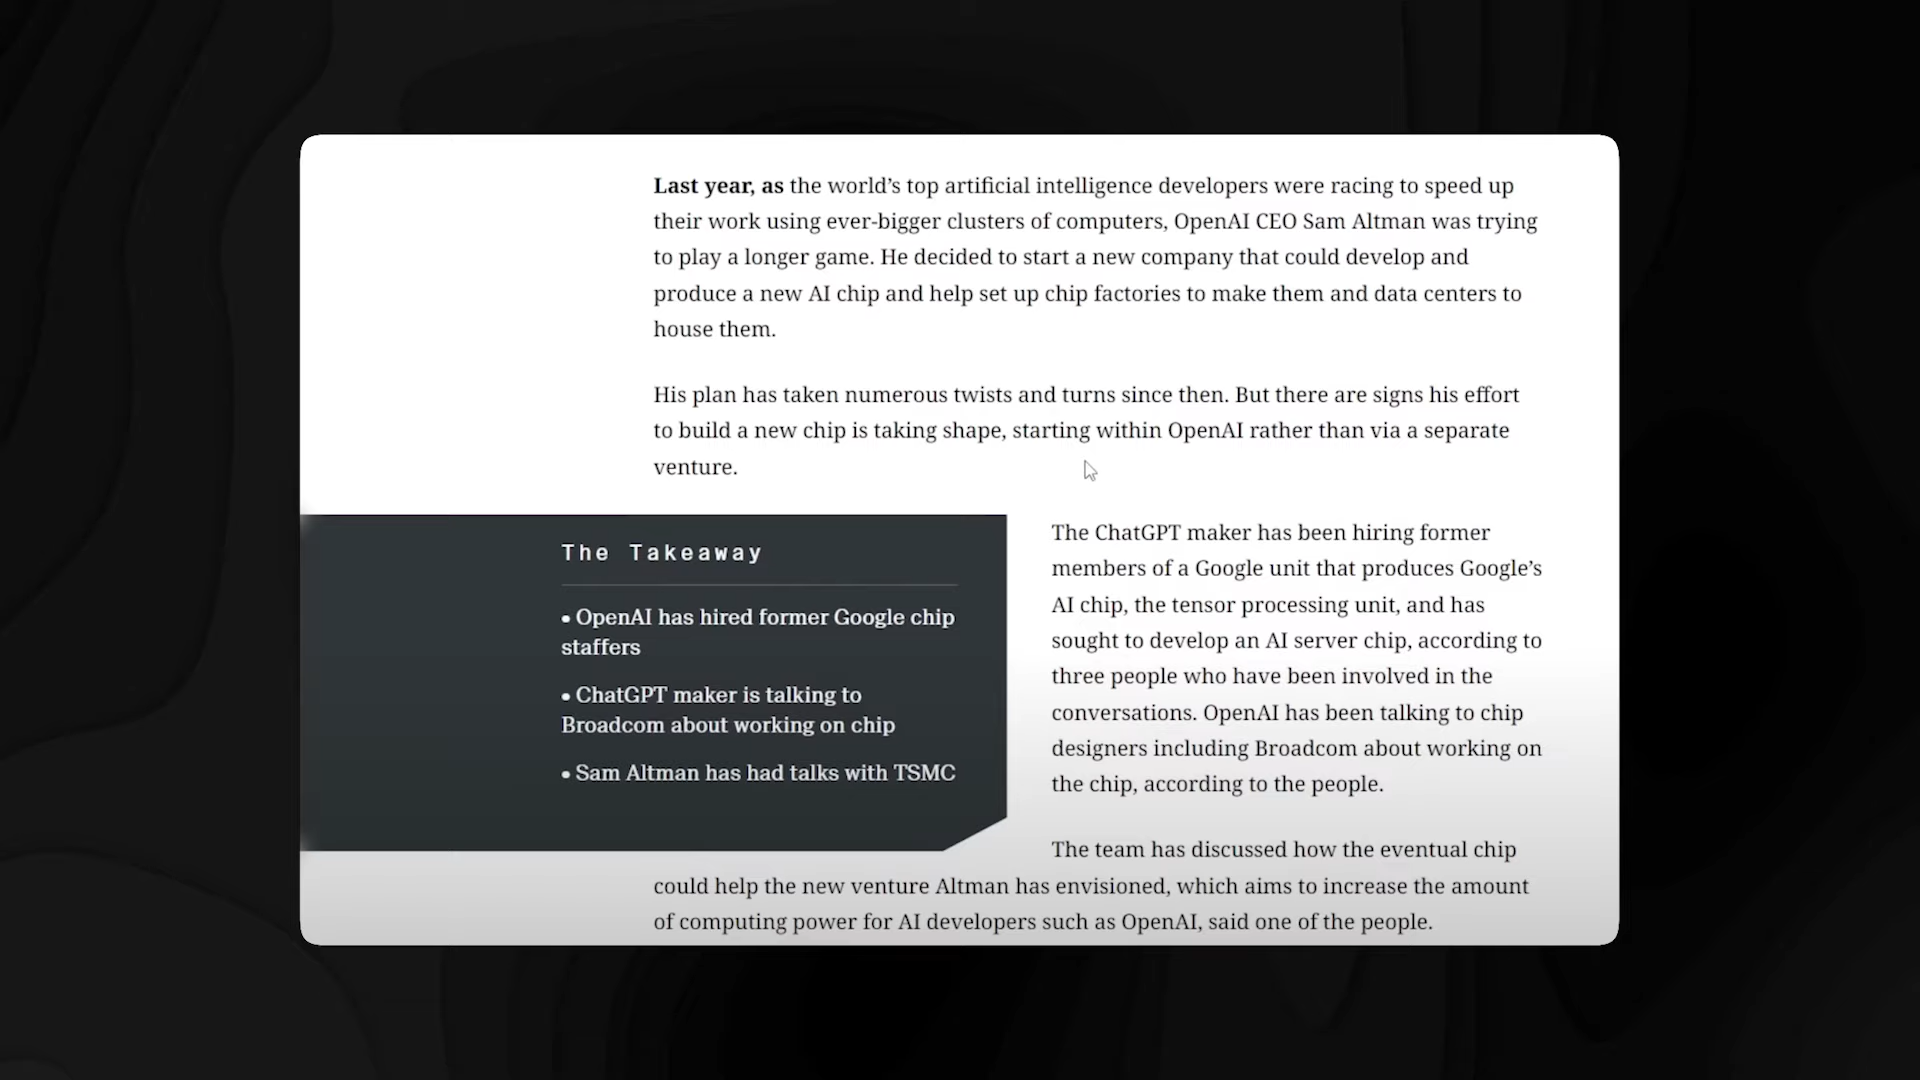 Last year, as the world’s top artificial intelligence developers were racing to speed up
their work using ever-bigger clusters of computers, OpenAI CEO Sam Altman was trying
to play a longer game. He decided to start a new company that could develop and
produce a new AI chip and help set up chip factories to make them and data centers to
house them.
His plan has taken numerous twists and turns since then. But there are signs his effort
to build a new chip is taking shape, starting within OpenAI rather than via a separate
venture.
The Takeaway
• OpenAI has hired former Google chip
staffers
• ChatGPT maker is talking to
Broadcom about working on chip
• Sam Altman has had talks with TSMC
The ChatGPT maker has been hiring former
members of a Google unit that produces Google’s
AI chip, the tensor processing unit, and has
sought to develop an AI server chip, according to
three people who have been involved in the
conversations. OpenAI has been talking to chip
designers including Broadcom about working on
the chip, according to the people.
The team has discussed how the eventual chip
could help the new venture Altman has envisioned, which aims to increase the amount
of computing power for AI developers such as OpenAI, said one of the people.